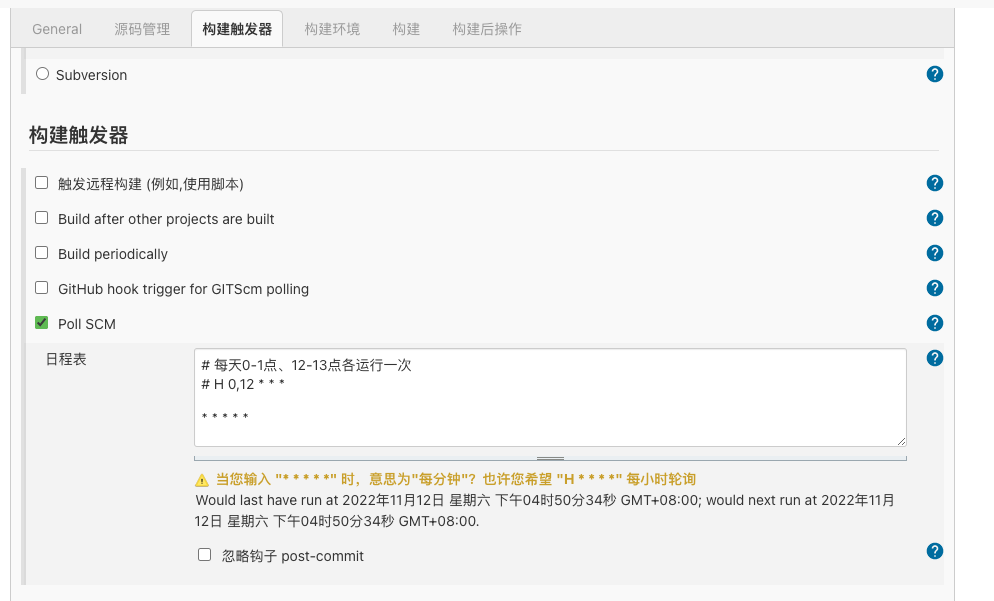 General 源码管理 构建触发器 构建环境 构建 构建后操作
Subversion
构建触发器
触发远程构建 (例如,使用脚本)
Build after other projects are built
Build periodically
GitHub hook trigger for GITScm polling
Poll SCM
日程表
# 每天0-1点、12-13点各运行一次
# H 0,12 * * *
* * * * *
当您输入 "* * * * *" 时，意思为"每分钟"？也许您希望 "H * * * *" 每小时轮询
Would last have run at 2022年11月12日 星期六 下午04时50分34秒 GMT+08:00; would next run at 2022年11月
12日 星期六 下午04时50分34秒 GMT+08:00.
忽略钩子 post-commit